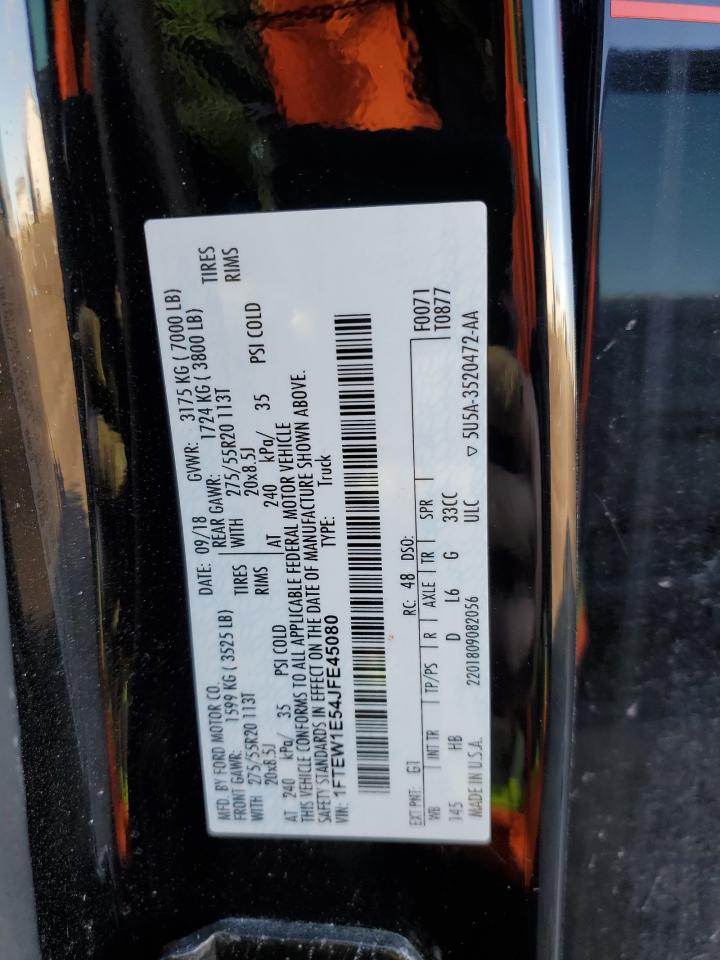 MFD. BY FORD MOTOR CO.
DATE: 09/18 GVWR: 3175 KG ( 7000 LB)
FRONT GAWR: 1599 KG ( 3525 LB)
REAR GAWR: 1724 KG ( 3800 LB)
WITH 275/55R20 113T TIRES
WITH 275/55R20 113T TIRES
20x8.5J RIMS
20x8.5J RIMS
AT 240 kPa/ 35 PSI COLD
AT 240 kPa/ 35 PSI COLD
THIS VEHICLE CONFORMS TO ALL APPLICABLE FEDERAL MOTOR VEHICLE
SAFETY STANDARDS IN EFFECT ON THE DATE OF MANUFACTURE SHOWN ABOVE.
VIN: 1FTEW1E54JFE45080
TYPE: Truck
EXT PNT: G1 RC: 48 DSO: F0071
WB INT TR TP/PS R AXLE TR SPR T0877
145 HB D L6 G 33CC
MADE IN U.S.A. 2201809082056 ULC ▽ 5U5A-3520472-AA